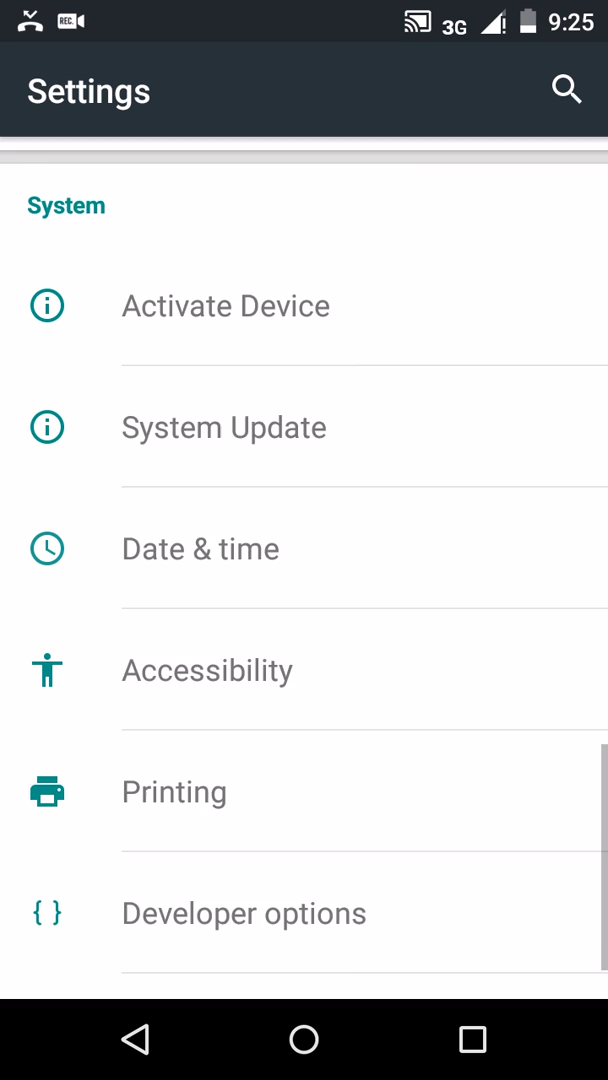 REC
3G
9:25
Settings
System
Activate Device
System Update
Date & time
Accessibility
Printing
{ } Developer options